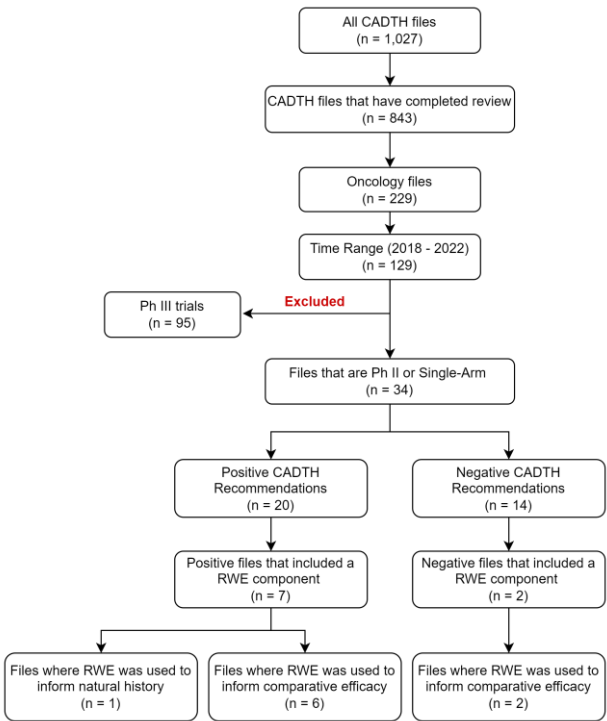 All CADTH files
(n = 1,027)
CADTH files that have completed review
(n = 843)
Oncology files
(n = 229)
Time Range (2018 - 2022)
(n = 129)
Excluded
Ph III trials
(n = 95)
Files that are Ph II or Single-Arm
(n = 34)
Positive CADTH
Recommendations
(n = 20)
Negative CADTH
Recommendations
(n = 14)
Positive files that included a
RWE component
(n = 7)
Negative files that included a
RWE component
(n = 2)
Files where RWE was used to
inform natural history
(n = 1)
Files where RWE was used to
inform comparative efficacy
(n = 6)
Files where RWE was used to
inform comparative efficacy
(n = 2)